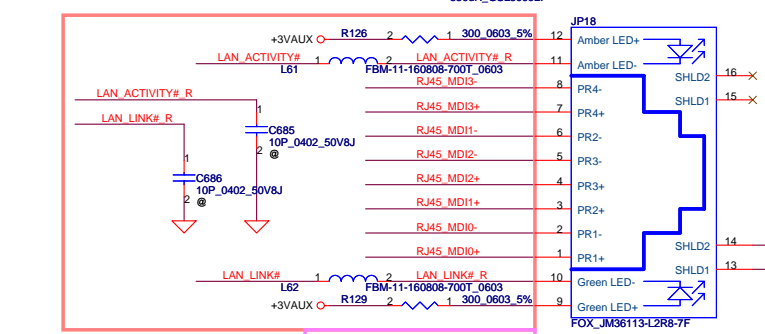 JP18
+3VAUX R126 2 1 300_0603_5% 12 Amber LED+
LAN_ACTIVITY# 1 2 LAN_ACTIVITY#_R 11 Amber LED-
L61 FBM-11-160808-700T_0603
RJ45_MDI3- 8 PR4-
SHLD2 16
LAN_ACTIVITY#_R
RJ45_MDI3+ 7 PR4+
SHLD1 15
LAN_LINK#_R
1 C685
10P_0402_50V8J
2 @
RJ45_MDI1- 6 PR2-
RJ45_MDI2- 5 PR3-
1 C686
10P_0402_50V8J
2 @
RJ45_MDI2+ 4 PR3+
RJ45_MDI1+ 3 PR2+
RJ45_MDI0- 2 PR1-
SHLD2 14
RJ45_MDI0+ 1 PR1+
SHLD1 13
LAN_LINK# 1 2 LAN_LINK#_R 10 Green LED-
L62 FBM-11-160808-700T_0603
+3VAUX R129 2 1 300_0603_5% 9 Green LED+
FOX_JM36113-L2R8-7F